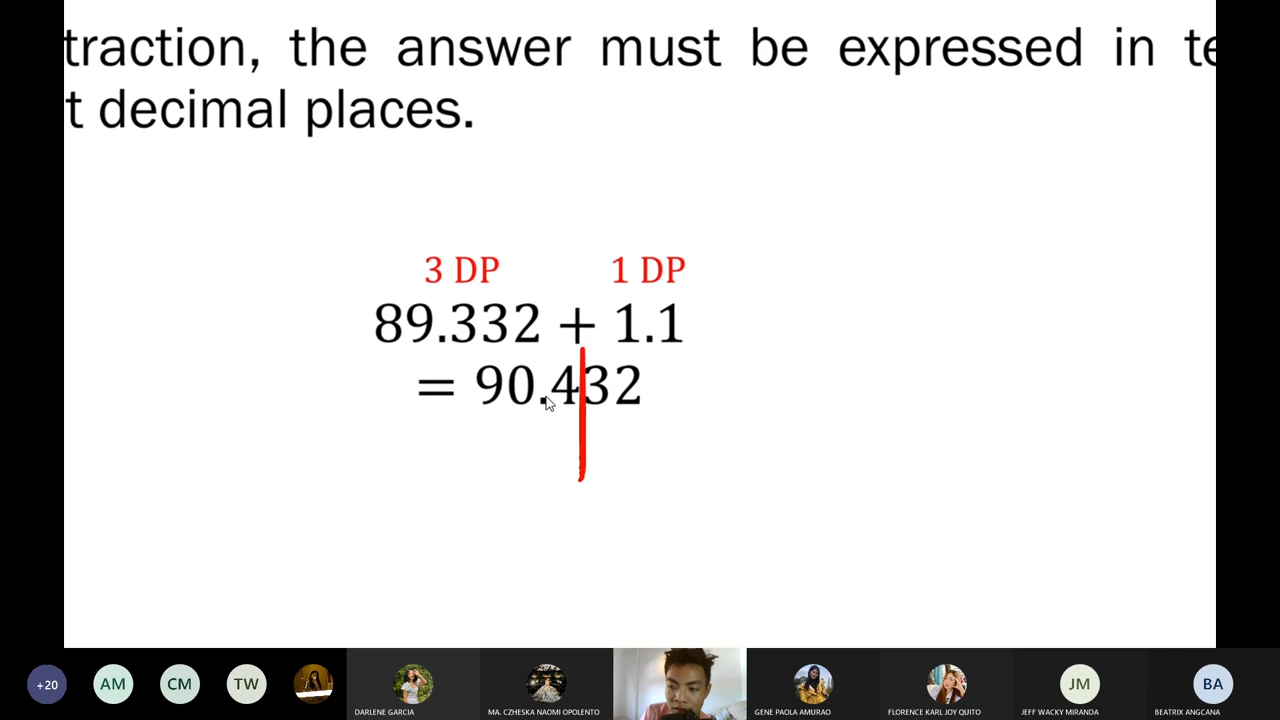 traction, the answer must be expressed in te
t decimal places.
3 DP 1 DP
89.332 + 1.1
= 90.432
+20 AM CM TW JM BA
DARLENE GARCIA MA. CZHESKA NAOMI OPOLENTO GENE PAOLA AMURAO FLORENCE KARL JOY QUITO JEFF WACKY MIRANDA BEATRIX ANGCANA